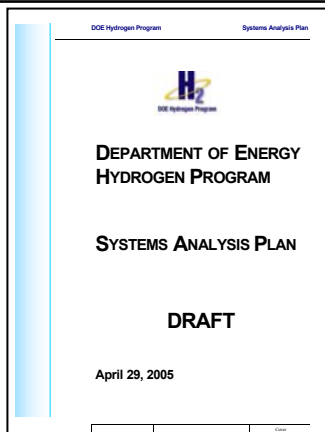 DOE Hydrogen Program Systems Analysis Plan
H2
DOE Hydrogen Program
DEPARTMENT OF ENERGY
HYDROGEN PROGRAM
SYSTEMS ANALYSIS PLAN
DRAFT
April 29, 2005